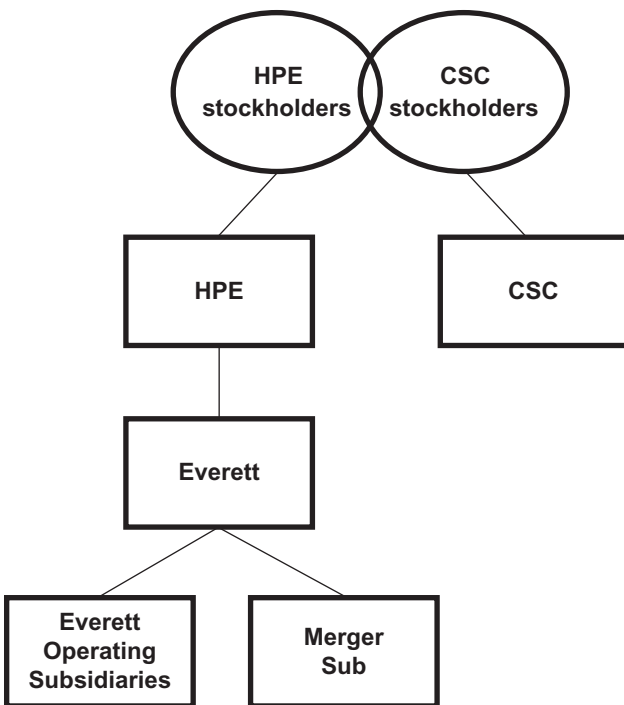 HPE
stockholders
CSC
stockholders
HPE
CSC
Everett
Everett
Operating
Subsidiaries
Merger
Sub